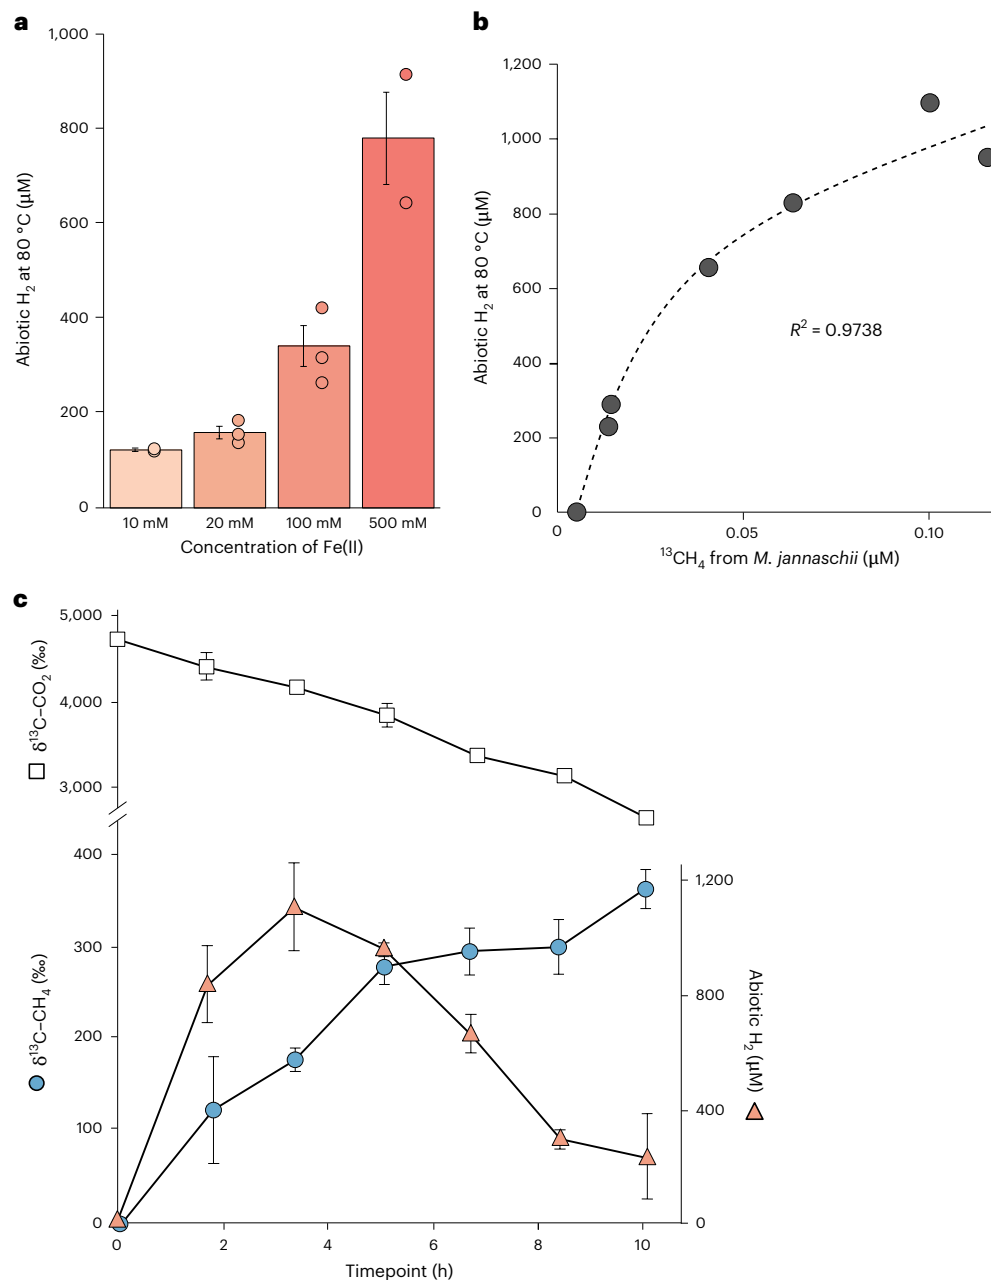 a
1,000
800
600
400
200
0
Abiotic H₂ at 80 °C (μM)
10 mM
20 mM
100 mM
500 mM
Concentration of Fe(II)
b
1,200
1,000
800
600
400
200
0
Abiotic H₂ at 80 °C (μM)
R² = 0.9738
0
0.05
0.10
¹³CH₄ from M. jannaschii (μM)
c
5,000
4,000
3,000
δ¹³C–CO₂ (‰)
400
300
200
100
0
δ¹³C–CH₄ (‰)
1,200
800
400
0
Abiotic H₂ (μM)
0
2
4
6
8
10
Timepoint (h)